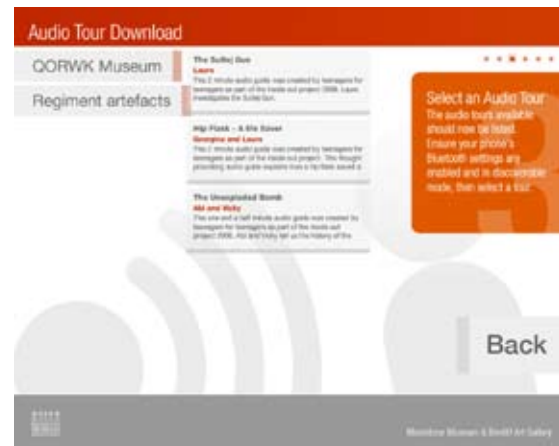 Audio Tour Download
QORWK Museum
Regiment artefacts
The Sutlej Gun
Laura
This 2 minute audio guide was created by teenagers for
teenagers as part of the inside out project 2008. Laura
investigates the Sutlej Gun.
Hip Flask - A life Saver
Georgina and Laura
This 2 minute audio guide was created by teenagers for
teenagers as part of the inside out project. This thought
provoking audio guide explains how a hip flask saved a
The Unexploded Bomb
Abi and Vicky
This one and a half minute audio guide was created by
teenagers for teenagers as part of the inside out
project 2008. Abi and Vicky tell us the history of the
3
Select an Audio Tour
The audio tours available
should now be listed.
Ensure your phone's
Bluetooth settings are
enabled and in discoverable
mode, then select a tour.
Back
Maidstone Museum & Bentlif Art Gallery